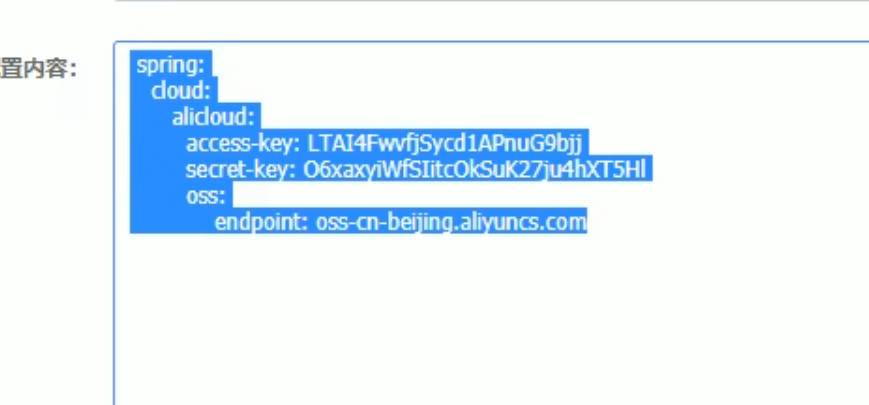 置内容：
spring:
cloud:
alicloud:
access-key: LTAI4FwvfjSycd1APnuG9bjj
secret-key: O6xaxyiWfSIitcOkSuK27ju4hXT5Hl
oss:
endpoint: oss-cn-beijing.aliyuncs.com